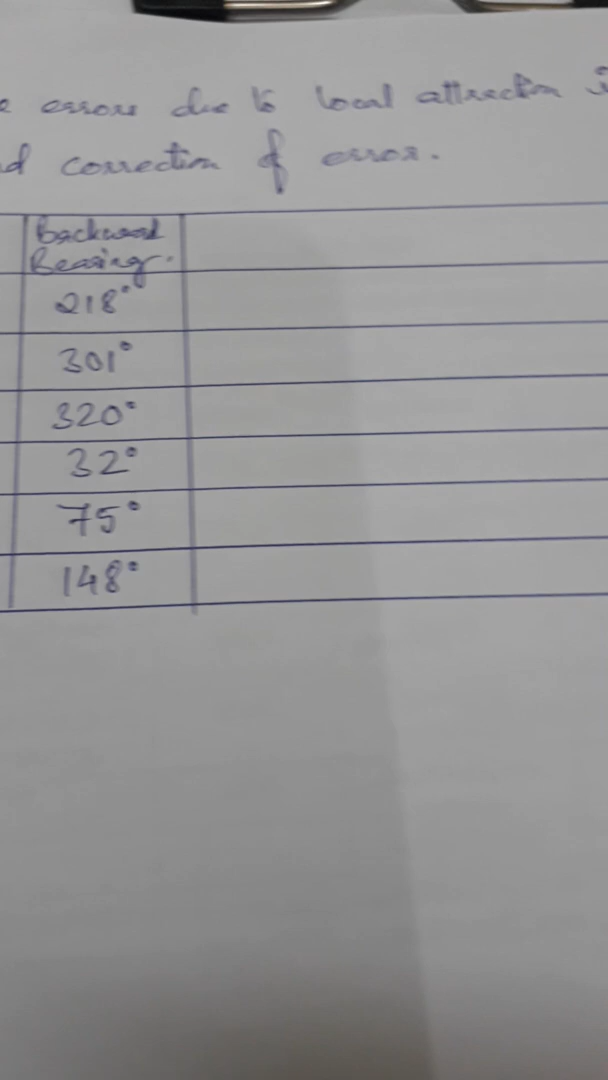 errors due to local attraction
correction of error.
Backward
Bearing.
218°
301°
320°
32°
75°
148°